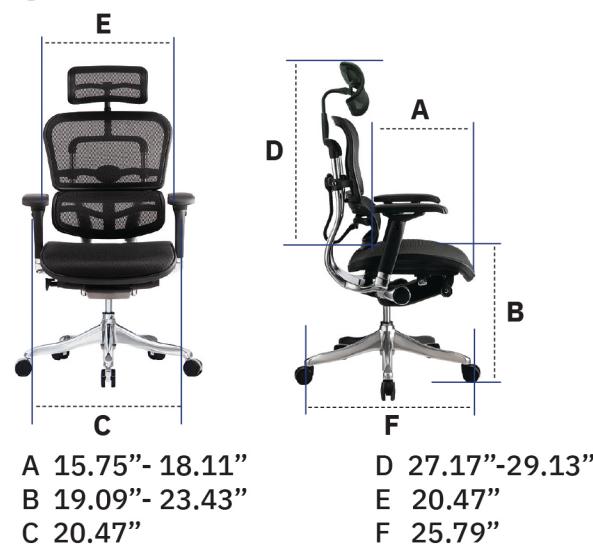 E
A
D
B
C
F
A 15.75”- 18.11”
B 19.09”- 23.43”
C 20.47”
D 27.17”-29.13”
E 20.47”
F 25.79”